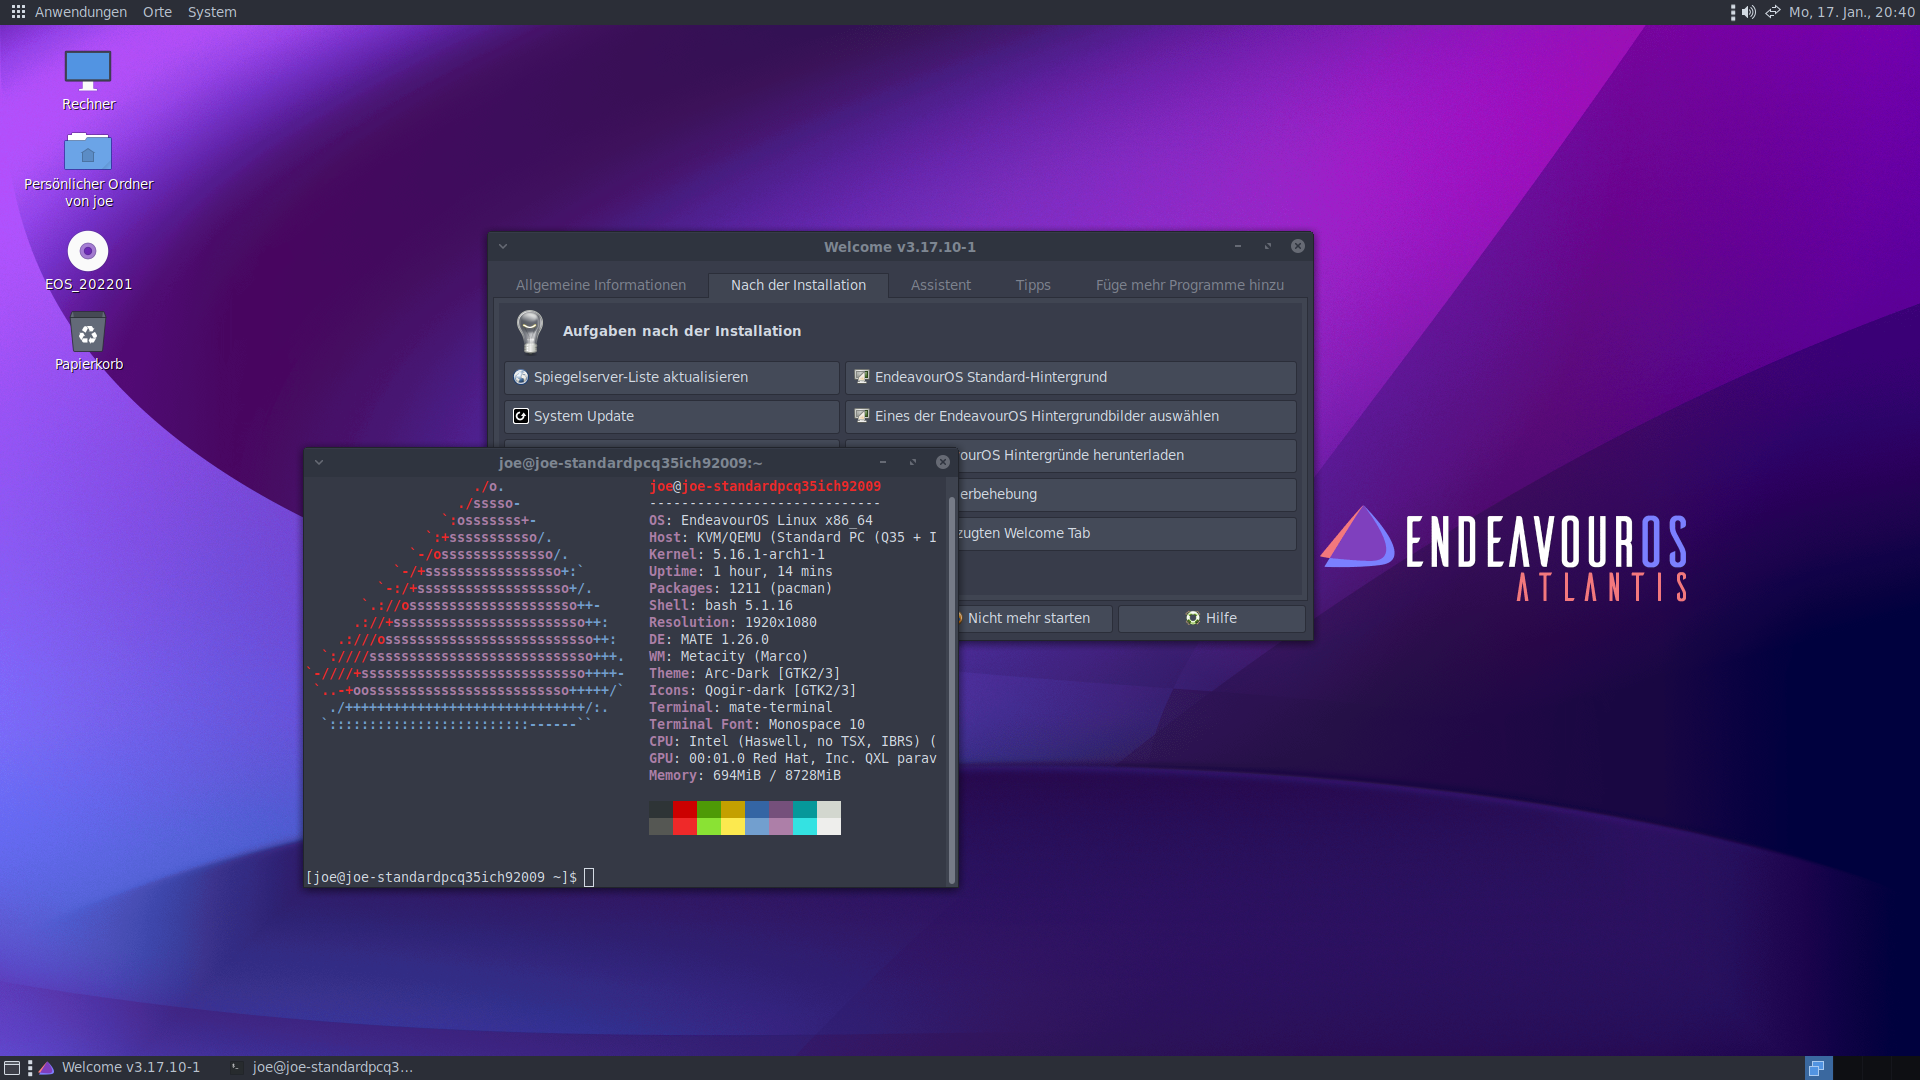 Anwendungen Orte System
Mo, 17. Jan., 20:40
Rechner
Persönlicher Ordner
von joe
EOS_202201
Papierkorb
Welcome v3.17.10-1
Allgemeine Informationen Nach der Installation Assistent Tipps Füge mehr Programme hinzu
Aufgaben nach der Installation
Spiegelserver-Liste aktualisieren EndeavourOS Standard-Hintergrund
System Update Eines der EndeavourOS Hintergrundbilder auswählen
ourOS Hintergründe herunterladen
erbehebung
zugten Welcome Tab
Nicht mehr starten Hilfe
joe@joe-standardpcq35ich92009:~
./o.
./sssso-
`:osssssss+-
`:+sssssssssso/.
`-/ossssssssssssso/.
`-/+sssssssssssssssso+:`
`-:/+sssssssssssssssssso+/.
`.://osssssssssssssssssssso++-
.://+ssssssssssssssssssssssso++:
.:///ossssssssssssssssssssssssso++:
`:////ssssssssssssssssssssssssssso+++.
`-////+ssssssssssssssssssssssssssso++++-
`..-+oosssssssssssssssssssssssso+++++/`
./++++++++++++++++++++++++++++++/:.
`:::::::::::::::::::::::::------``
joe@joe-standardpcq35ich92009
-----------------------------
OS: EndeavourOS Linux x86_64
Host: KVM/QEMU (Standard PC (Q35 + I
Kernel: 5.16.1-arch1-1
Uptime: 1 hour, 14 mins
Packages: 1211 (pacman)
Shell: bash 5.1.16
Resolution: 1920x1080
DE: MATE 1.26.0
WM: Metacity (Marco)
Theme: Arc-Dark [GTK2/3]
Icons: Qogir-dark [GTK2/3]
Terminal: mate-terminal
Terminal Font: Monospace 10
CPU: Intel (Haswell, no TSX, IBRS) (
GPU: 00:01.0 Red Hat, Inc. QXL parav
Memory: 694MiB / 8728MiB
[joe@joe-standardpcq35ich92009 ~]$
ENDEAVOUROS
ATLANTIS
Welcome v3.17.10-1
joe@joe-standardpcq3…